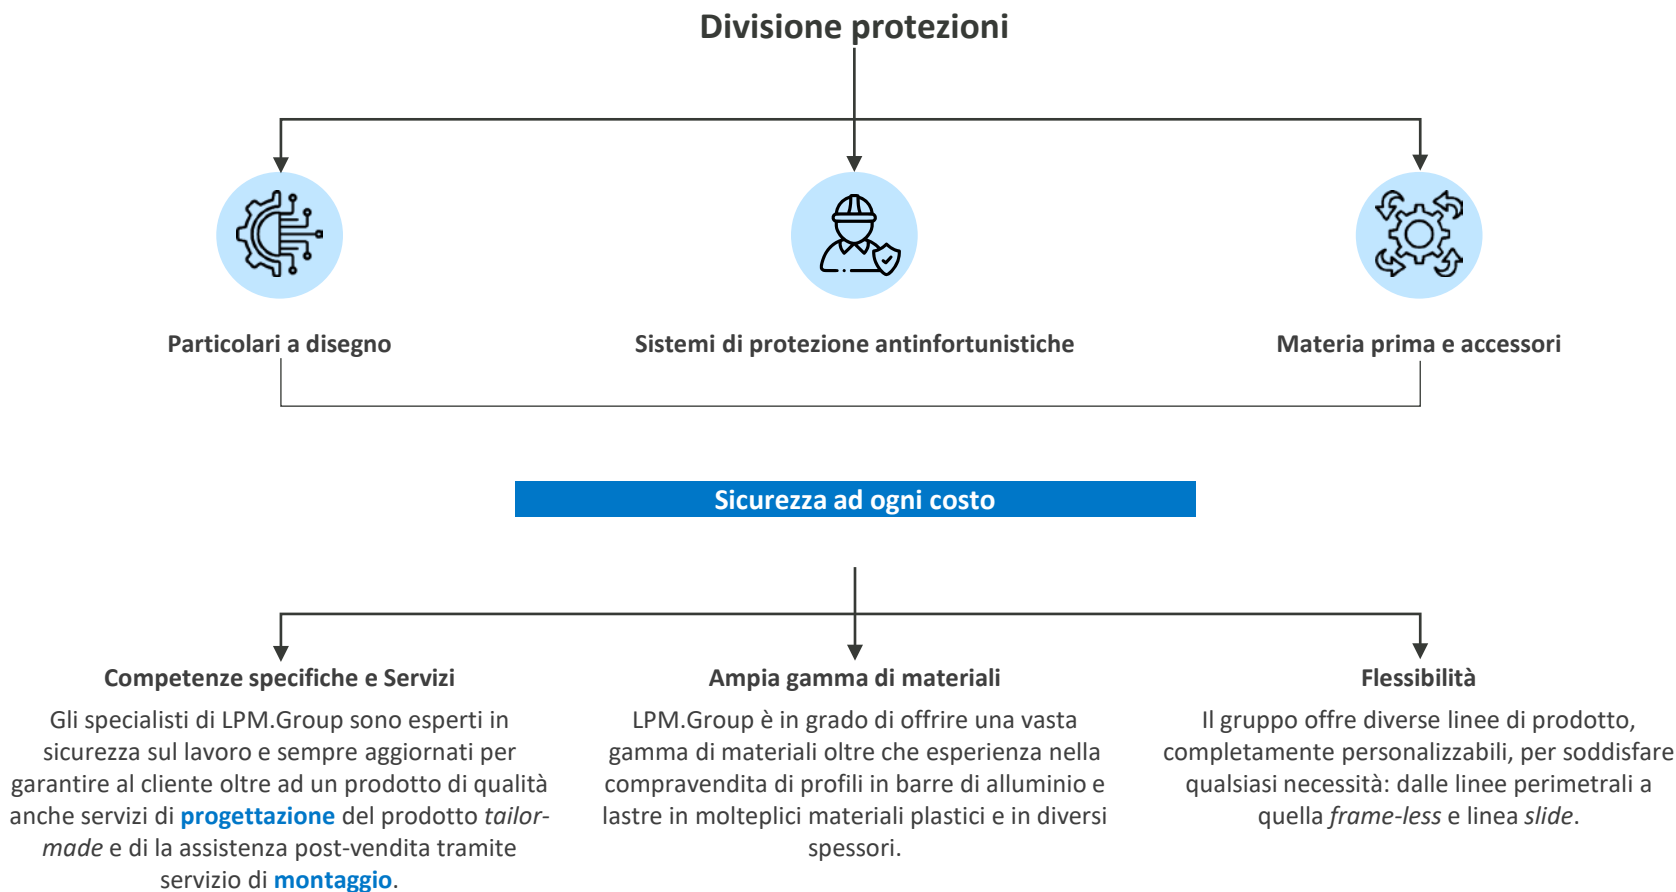 Divisione protezioni
Particolari a disegno
Sistemi di protezione antinfortunistiche
Materia prima e accessori
Sicurezza ad ogni costo
Competenze specifiche e Servizi
Gli specialisti di LPM.Group sono esperti in
sicurezza sul lavoro e sempre aggiornati per
garantire al cliente oltre ad un prodotto di qualità
anche servizi di progettazione del prodotto tailor-
made e di la assistenza post-vendita tramite
servizio di montaggio.
Ampia gamma di materiali
LPM.Group è in grado di offrire una vasta
gamma di materiali oltre che esperienza nella
compravendita di profili in barre di alluminio e
lastre in molteplici materiali plastici e in diversi
spessori.
Flessibilità
Il gruppo offre diverse linee di prodotto,
completamente personalizzabili, per soddisfare
qualsiasi necessità: dalle linee perimetrali a
quella frame-less e linea slide.